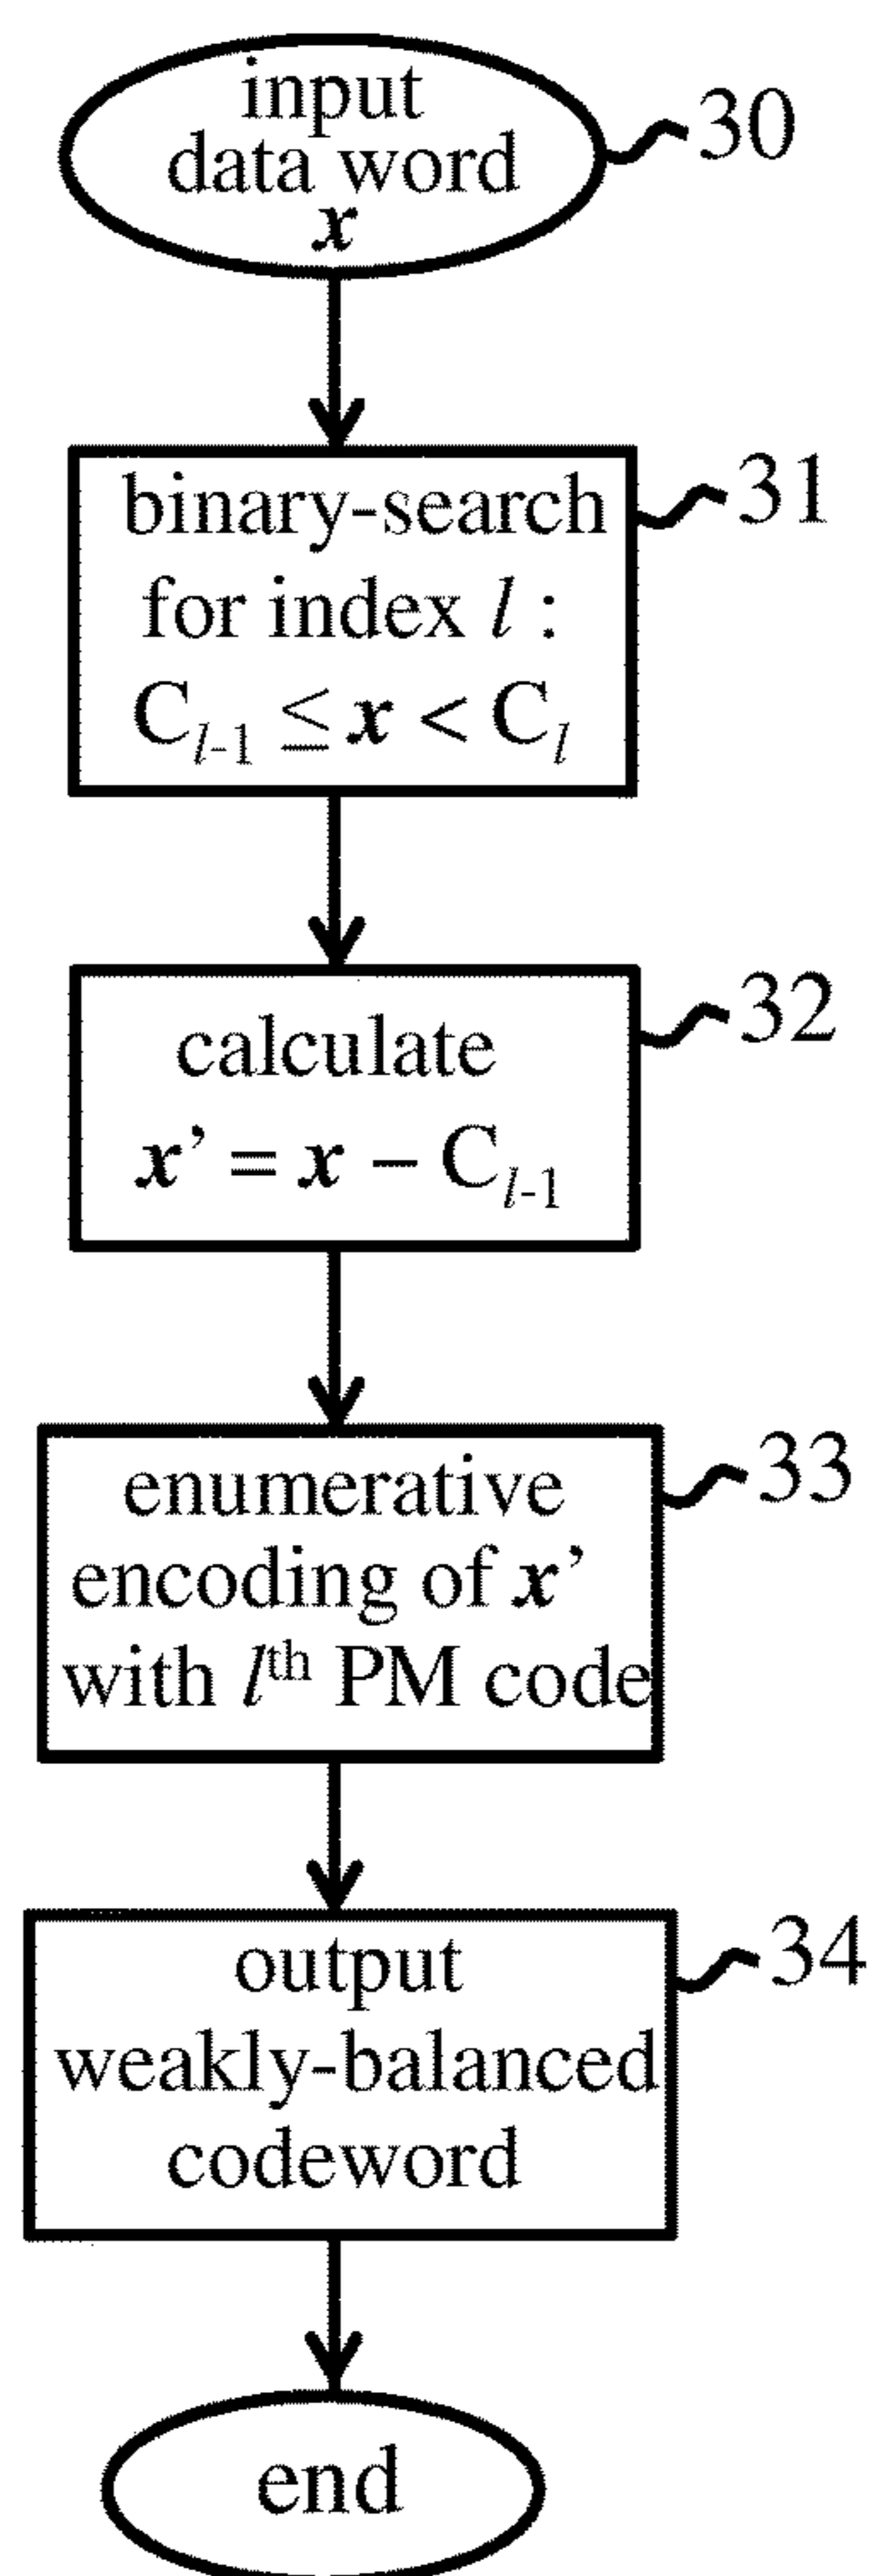 input
data word
x
30
binary-search
for index l :
C_{l-1} ≤ x < C_l
31
calculate
x’ = x – C_{l-1}
32
enumerative
encoding of x’
with l^{th} PM code
33
output
weakly-balanced
codeword
34
end